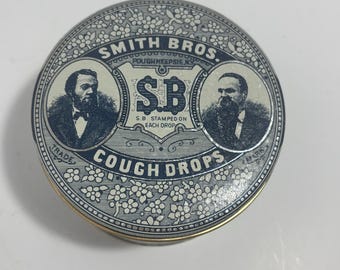 SMITH BROS.
POUGHKEEPSIE, N.Y.
S.B
S.B. STAMPED ON
EACH DROP
TRADE
MARK
COUGH DROPS